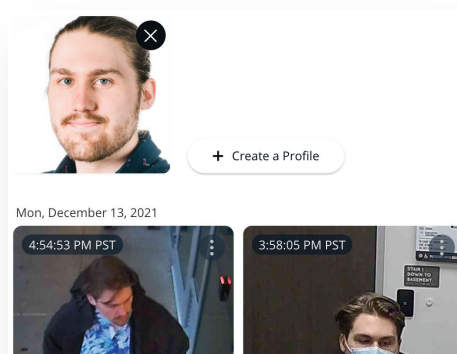 + Create a Profile
Mon, December 13, 2021
4:54:53 PM PST
3:58:05 PM PST
STAIR 1
DOWN TO
BASEMENT